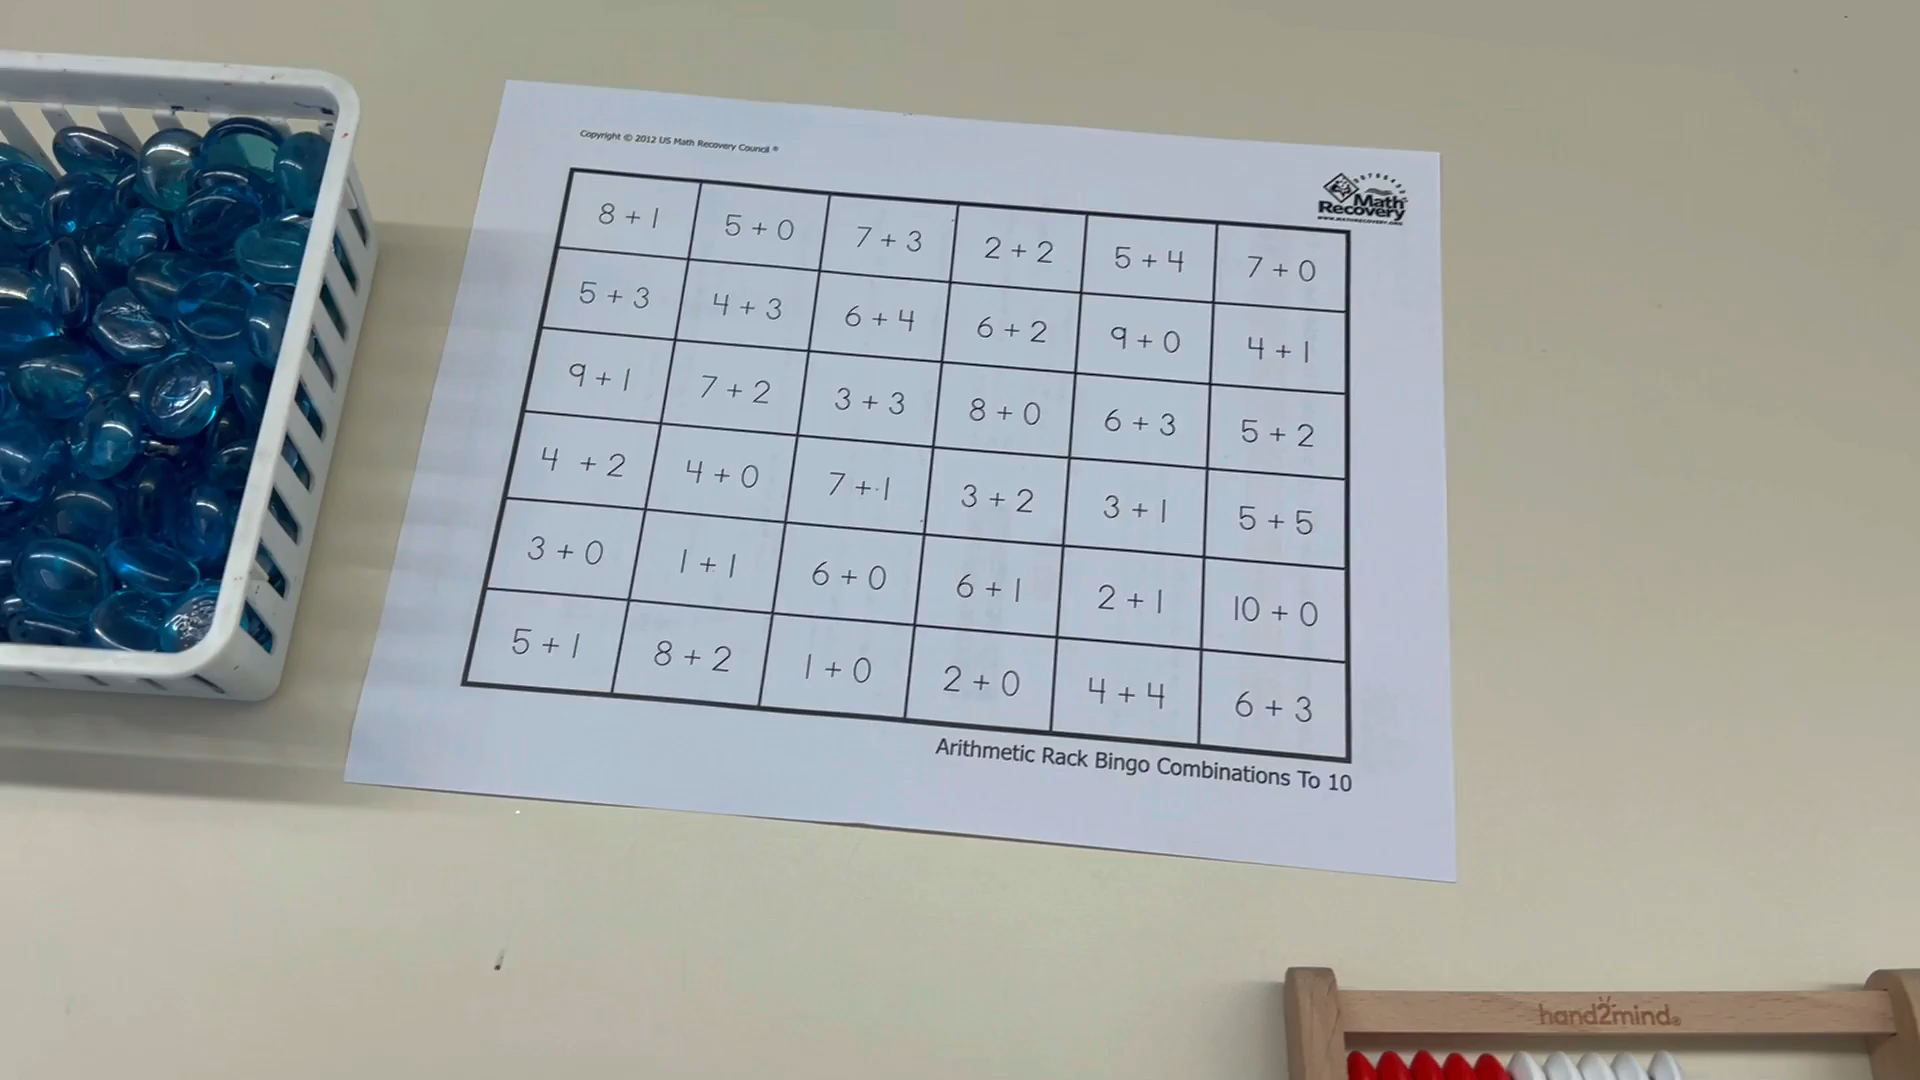 Copyright © 2012 US Math Recovery Council ®
Math
Recovery
8 + 1 5 + 0 7 + 3 2 + 2 5 + 4 7 + 0
5 + 3 4 + 3 6 + 4 6 + 2 9 + 0 4 + 1
9 + 1 7 + 2 3 + 3 8 + 0 6 + 3 5 + 2
4 + 2 4 + 0 7 + 1 3 + 2 3 + 1 5 + 5
3 + 0 1 + 1 6 + 0 6 + 1 2 + 1 10 + 0
5 + 1 8 + 2 1 + 0 2 + 0 4 + 4 6 + 3
Arithmetic Rack Bingo Combinations To 10
hand2mind®